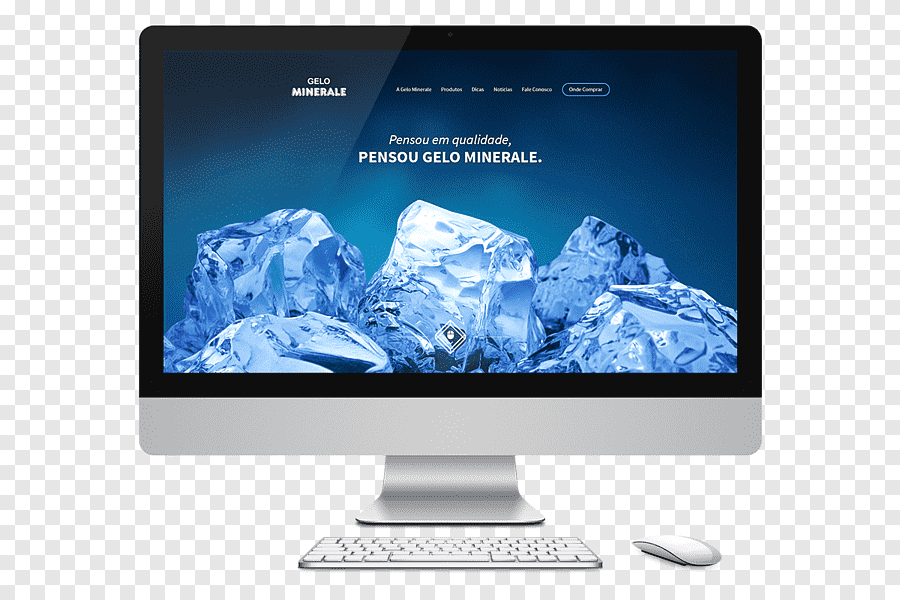 GELO
MINERALE
A Gelo Minerale Produtos Dicas Notícias Fale Conosco Onde Comprar
Pensou em qualidade,
PENSOU GELO MINERALE.